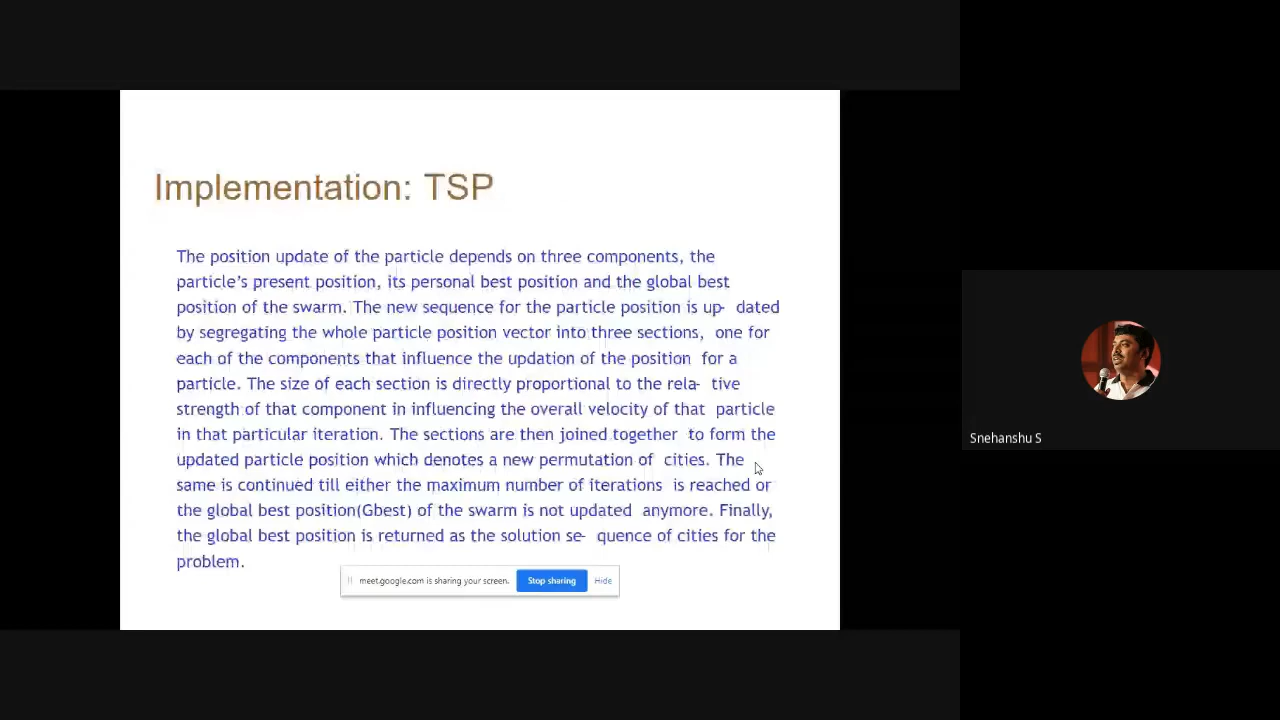 Implementation: TSP
The position update of the particle depends on three components, the
particle's present position, its personal best position and the global best
position of the swarm. The new sequence for the particle position is up- dated
by segregating the whole particle position vector into three sections, one for
each of the components that influence the updation of the position for a
particle. The size of each section is directly proportional to the rela- tive
strength of that component in influencing the overall velocity of that particle
in that particular iteration. The sections are then joined together to form the
updated particle position which denotes a new permutation of cities. The
same is continued till either the maximum number of iterations is reached or
the global best position(Gbest) of the swarm is not updated anymore. Finally,
the global best position is returned as the solution se- quence of cities for the
problem.
meet.google.com is sharing your screen. Stop sharing Hide
Snehanshu S